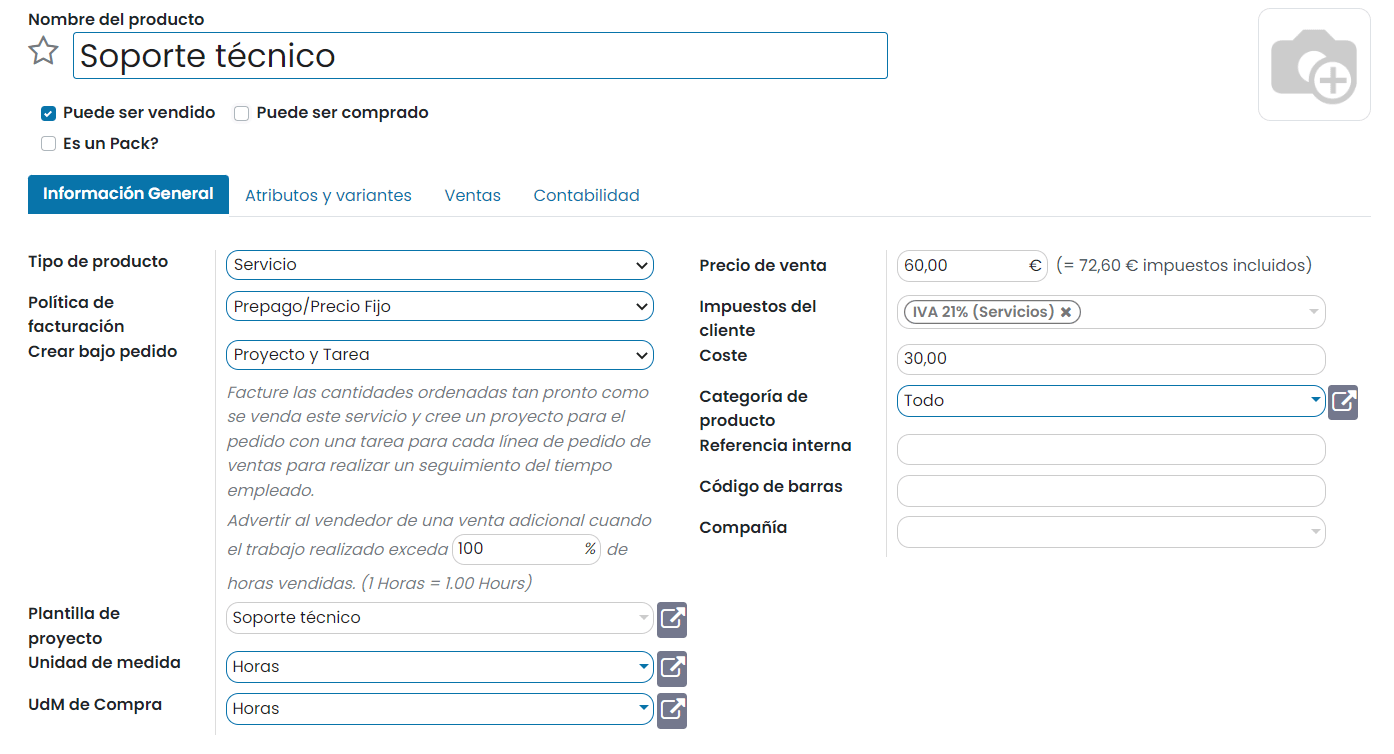 Nombre del producto
Soporte técnico
Puede ser vendido
Puede ser comprado
Es un Pack?
Información General
Atributos y variantes
Ventas
Contabilidad
Tipo de producto
Servicio
Política de
facturación
Prepago/Precio Fijo
Crear bajo pedido
Proyecto y Tarea
Facture las cantidades ordenadas tan pronto como
se venda este servicio y cree un proyecto para el
pedido con una tarea para cada línea de pedido de
ventas para realizar un seguimiento del tiempo
empleado.
Advertir al vendedor de una venta adicional cuando
el trabajo realizado exceda 100 % de
horas vendidas. (1 Horas = 1.00 Hours)
Plantilla de
proyecto
Soporte técnico
Unidad de medida
Horas
UdM de Compra
Horas
Precio de venta
60,00 € (= 72,60 € impuestos incluidos)
Impuestos del
cliente
IVA 21% (Servicios)
Coste
30,00
Categoría de
producto
Todo
Referencia interna
Código de barras
Compañía